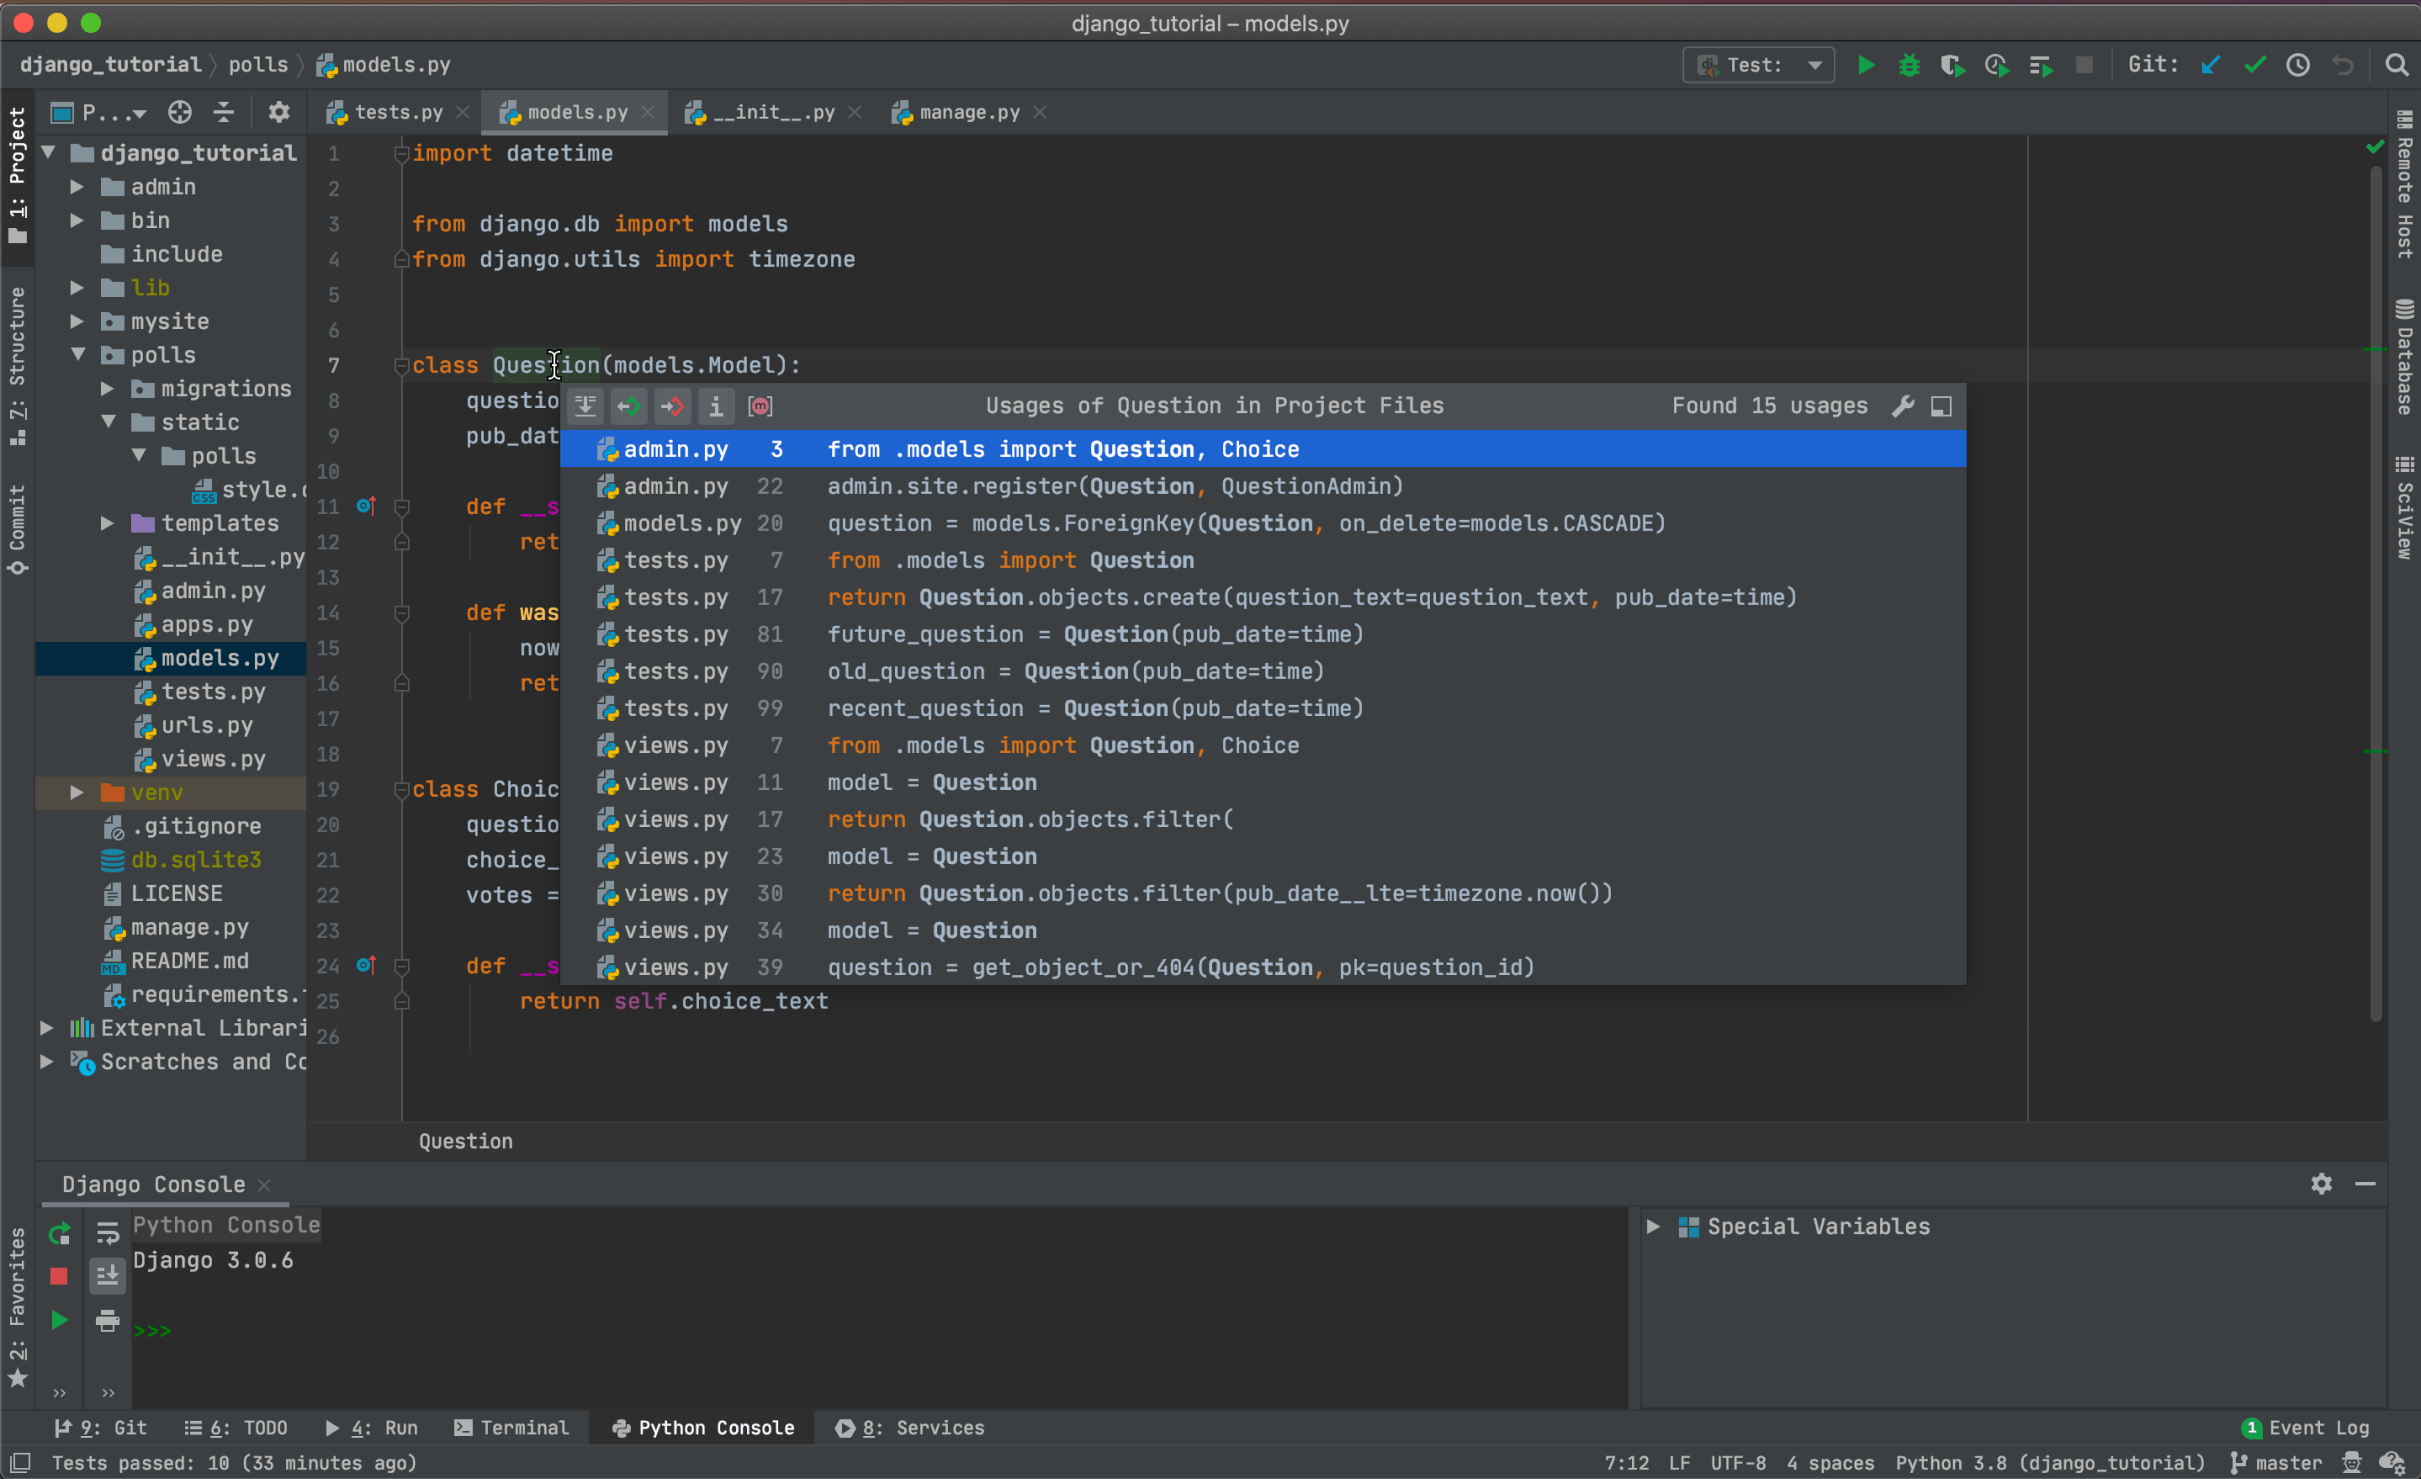 django_tutorial – models.py
django_tutorial polls models.py
Test: Git:
P... tests.py models.py __init__.py manage.py
1: Project
7: Structure
Commit
2: Favorites
django_tutorial
admin
bin
include
lib
mysite
polls
migrations
static
polls
style.c
templates
__init__.py
admin.py
apps.py
models.py
tests.py
urls.py
views.py
venv
.gitignore
db.sqlite3
LICENSE
manage.py
README.md
requirements.
External Librari
Scratches and Co
1 import datetime
2
3 from django.db import models
4 from django.utils import timezone
5
6
7 class Question(models.Model):
8 questio
9 pub_dat
10
11 def __s
12 ret
13
14 def was
15 now
16 ret
17
18
19 class Choic
20 questio
21 choice_
22 votes =
23
24 def __s
25 return self.choice_text
26
Usages of Question in Project Files Found 15 usages
admin.py 3 from .models import Question, Choice
admin.py 22 admin.site.register(Question, QuestionAdmin)
models.py 20 question = models.ForeignKey(Question, on_delete=models.CASCADE)
tests.py 7 from .models import Question
tests.py 17 return Question.objects.create(question_text=question_text, pub_date=time)
tests.py 81 future_question = Question(pub_date=time)
tests.py 90 old_question = Question(pub_date=time)
tests.py 99 recent_question = Question(pub_date=time)
views.py 7 from .models import Question, Choice
views.py 11 model = Question
views.py 17 return Question.objects.filter(
views.py 23 model = Question
views.py 30 return Question.objects.filter(pub_date__lte=timezone.now())
views.py 34 model = Question
views.py 39 question = get_object_or_404(Question, pk=question_id)
Remote Host
Database
SciView
Question
Django Console
Python Console
Django 3.0.6
>>>
Special Variables
9: Git 6: TODO 4: Run Terminal Python Console 8: Services 1 Event Log
Tests passed: 10 (33 minutes ago) 7:12 LF UTF-8 4 spaces Python 3.8 (django_tutorial) master